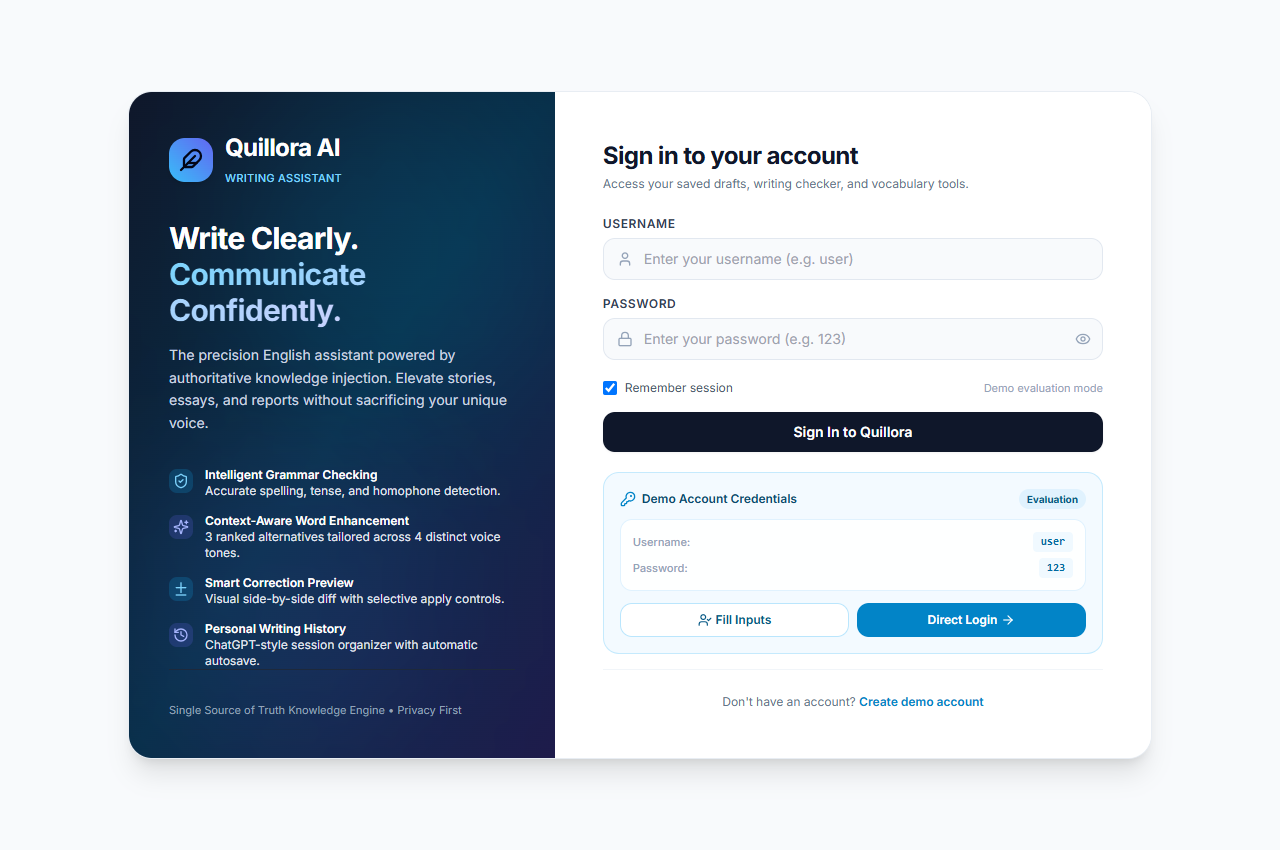 Quillora AI
WRITING ASSISTANT
Write Clearly.
Communicate
Confidently.
The precision English assistant powered by
authoritative knowledge injection. Elevate stories,
essays, and reports without sacrificing your unique
voice.
Intelligent Grammar Checking
Accurate spelling, tense, and homophone detection.
Context-Aware Word Enhancement
3 ranked alternatives tailored across 4 distinct voice
tones.
Smart Correction Preview
Visual side-by-side diff with selective apply controls.
Personal Writing History
ChatGPT-style session organizer with automatic
autosave.
Single Source of Truth Knowledge Engine • Privacy First
Sign in to your account
Access your saved drafts, writing checker, and vocabulary tools.
USERNAME
Enter your username (e.g. user)
PASSWORD
Enter your password (e.g. 123)
Remember session
Demo evaluation mode
Sign In to Quillora
Demo Account Credentials
Evaluation
Username:
user
Password:
123
Fill Inputs
Direct Login →
Don't have an account? Create demo account